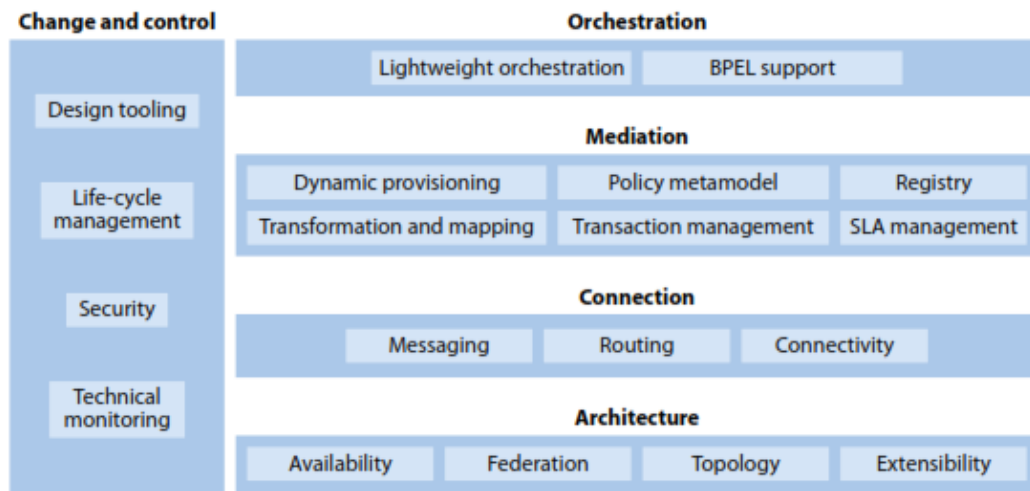 Change and control
Design tooling
Life-cycle
management
Security
Technical
monitoring
Orchestration
Lightweight orchestration BPEL support
Mediation
Dynamic provisioning Policy metamodel Registry
Transformation and mapping Transaction management SLA management
Connection
Messaging Routing Connectivity
Architecture
Availability Federation Topology Extensibility